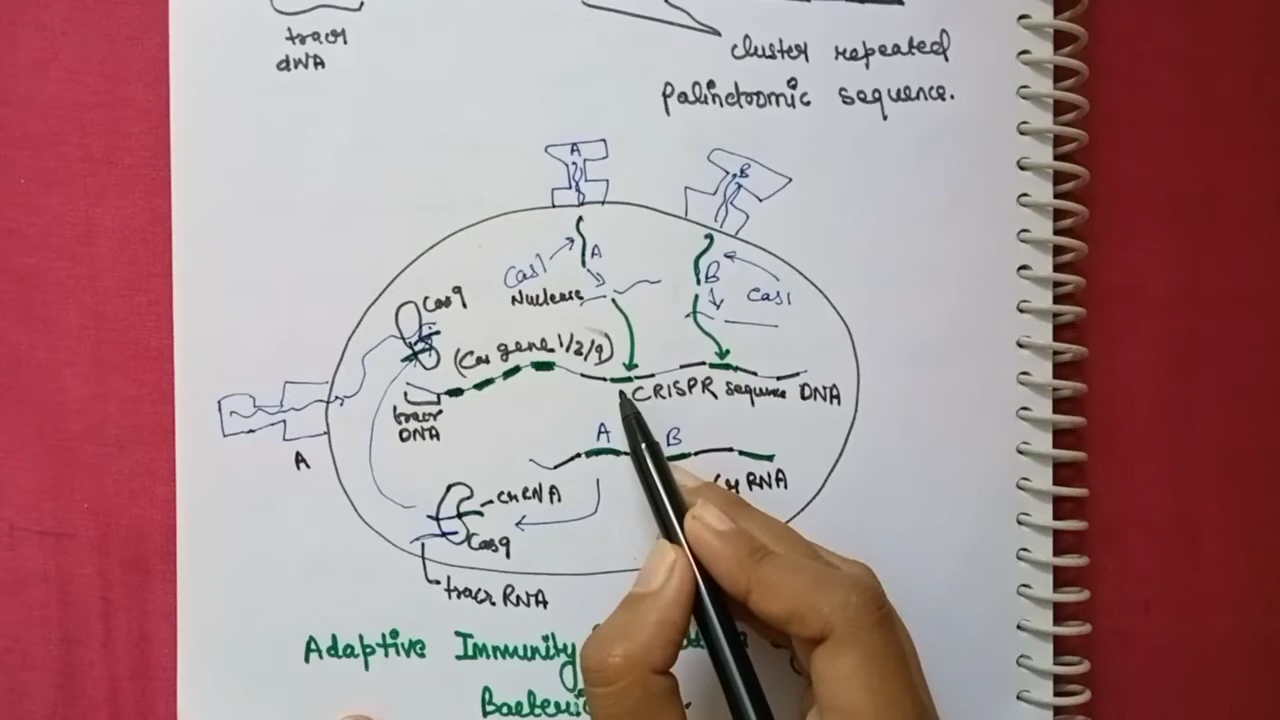 tracr
dNA
cluster repeated
palindromic sequence.
A
B
Cas1
A
Nuclease
B
Cas1
Cas9
(Cas gene 1/2/9)
CRISPR sequence DNA
tracr
DNA
A
A
B
RNA
crRNA
Cas9
tracr RNA
Adaptive Immunity